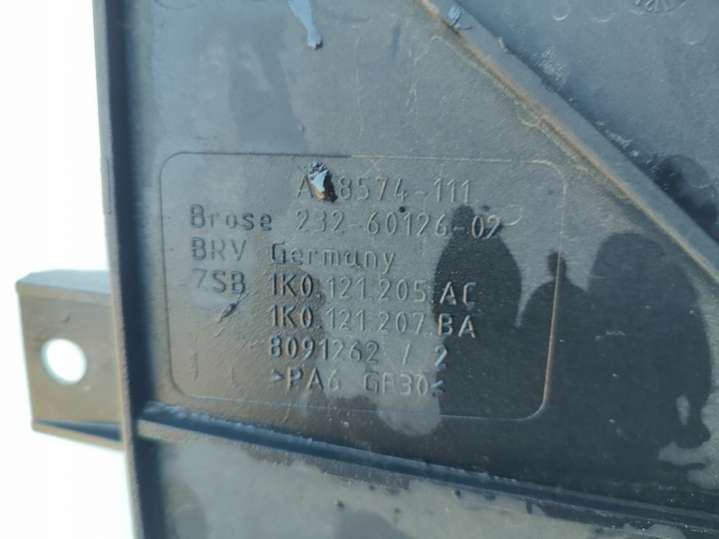 8574-111
Brose 232-60126-02
BRV Germany
ZSB 1K0.121.205.AC
1K0.121.207.BA
8091262 / 2
>PA6 GF30<